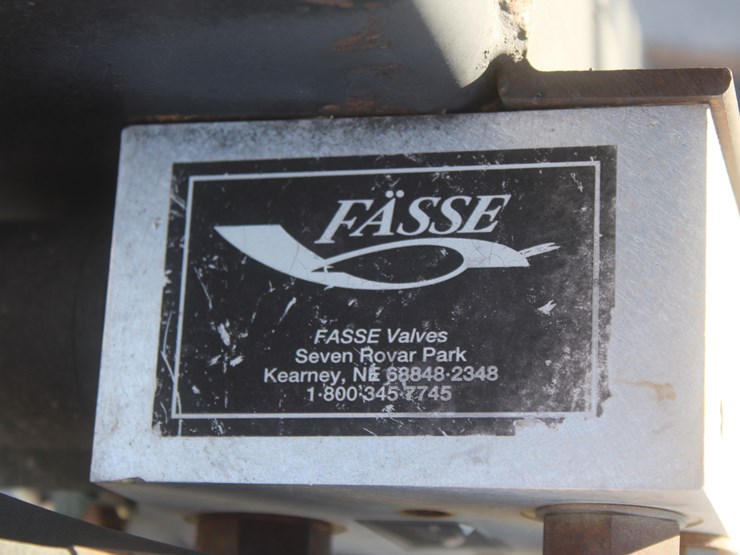 FÄSSE
FASSE Valves
Seven Rovar Park
Kearney, NE 68848-2348
1-800-345-7745